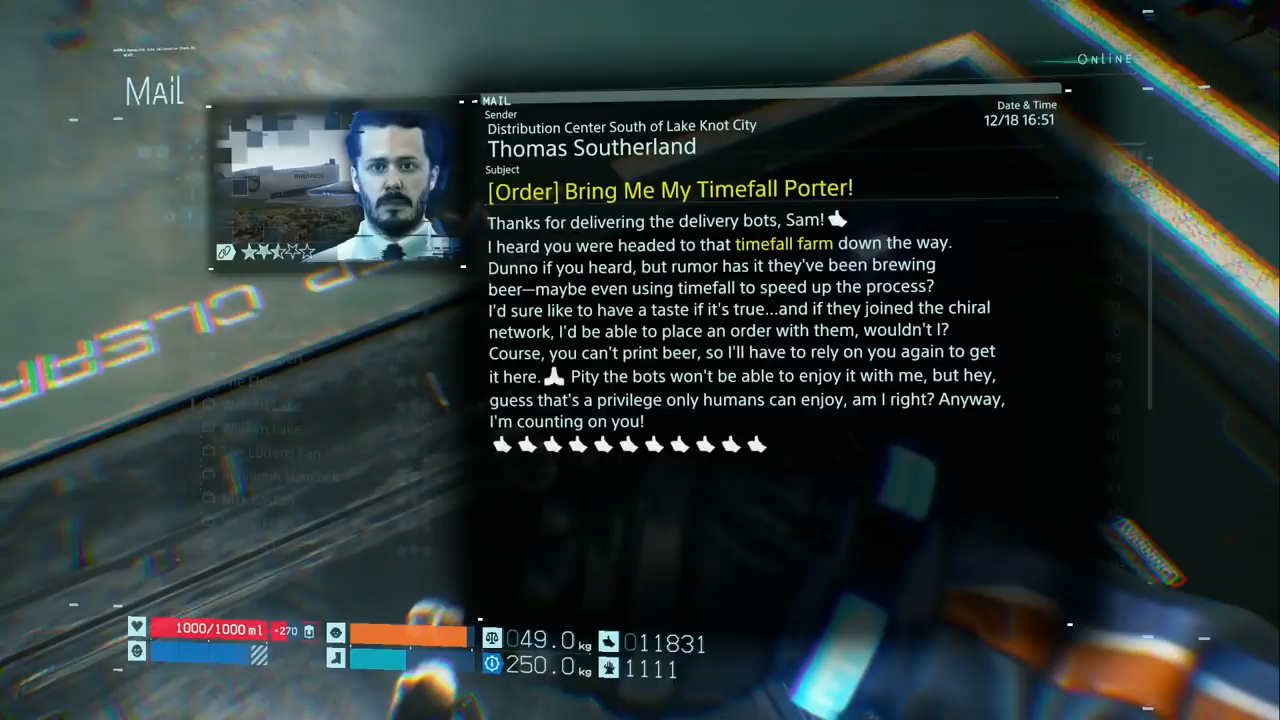 Mail
OnLINE
MAIL
Sender
Date & Time
Distribution Center South of Lake Knot City
12/18 16:51
Thomas Southerland
Subject
[Order] Bring Me My Timefall Porter!
Thanks for delivering the delivery bots, Sam!
I heard you were headed to that timefall farm down the way.
Dunno if you heard, but rumor has it they've been brewing
beer—maybe even using timefall to speed up the process?
I'd sure like to have a taste if it's true...and if they joined the chiral
network, I'd be able to place an order with them, wouldn't I?
Course, you can't print beer, so I'll have to rely on you again to get
it here. Pity the bots won't be able to enjoy it with me, but hey,
guess that's a privilege only humans can enjoy, am I right? Anyway,
I'm counting on you!
William Lake
The Ludens Fan
1000/1000 ml
-270
049.0 kg
011831
250.0 kg
1111